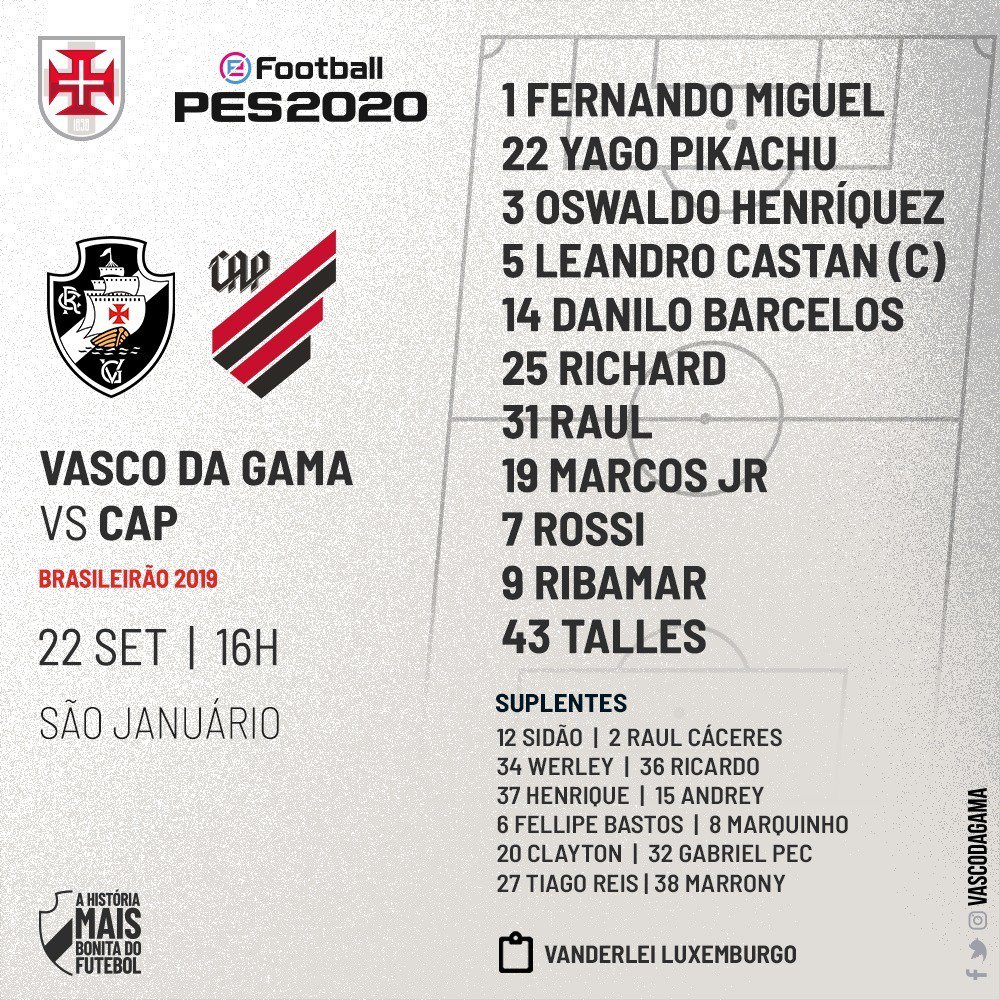 1898
eFootball
PES2020
CAP
VASCO DA GAMA
VS CAP
BRASILEIRÃO 2019
22 SET | 16H
SÃO JANUÁRIO
A HISTÓRIA
MAIS
BONITA DO
FUTEBOL
1 FERNANDO MIGUEL
22 YAGO PIKACHU
3 OSWALDO HENRÍQUEZ
5 LEANDRO CASTAN (C)
14 DANILO BARCELOS
25 RICHARD
31 RAUL
19 MARCOS JR
7 ROSSI
9 RIBAMAR
43 TALLES
SUPLENTES
12 SIDÃO | 2 RAUL CÁCERES
34 WERLEY | 36 RICARDO
37 HENRIQUE | 15 ANDREY
6 FELLIPE BASTOS | 8 MARQUINHO
20 CLAYTON | 32 GABRIEL PEC
27 TIAGO REIS | 38 MARRONY
VANDERLEI LUXEMBURGO
VASCODAGAMA